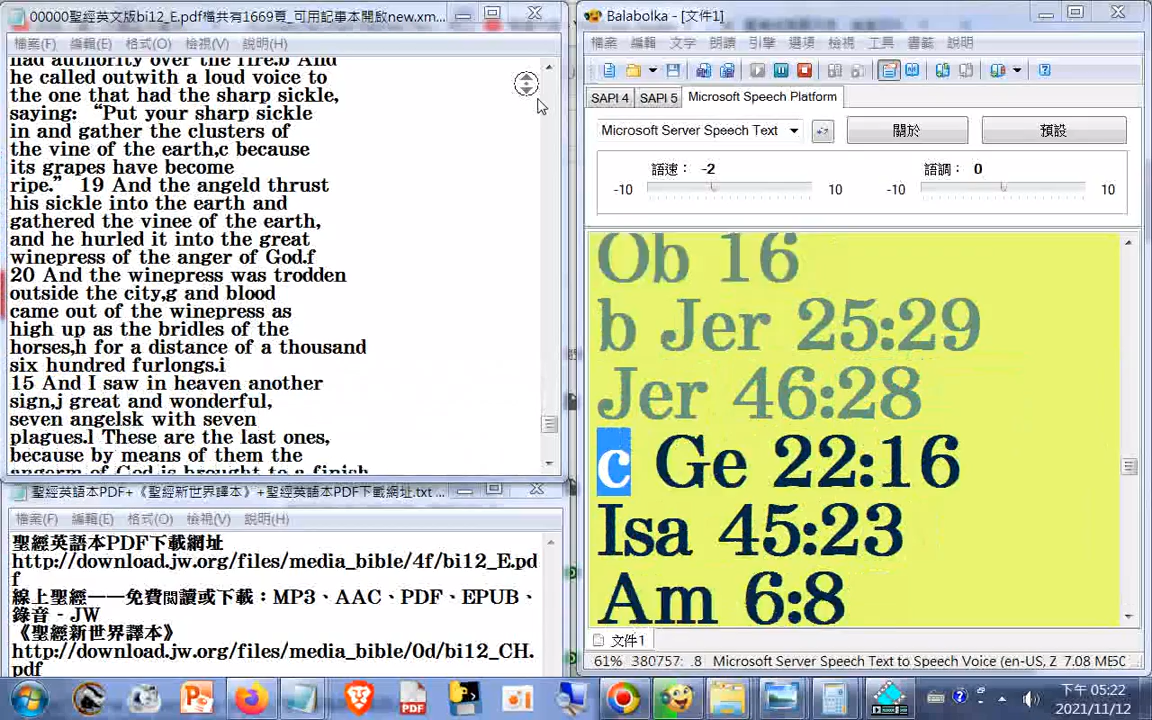 00000聖經英文版bi12_E.pdf檔共有1669頁_可用記事本開啟new.xm...
檔案(F) 編輯(E) 格式(O) 檢視(V) 說明(H)
had authority over the fire.b And
he called outwith a loud voice to
the one that had the sharp sickle,
saying: “Put your sharp sickle
in and gather the clusters of
the vine of the earth,c because
its grapes have become
ripe.” 19 And the angeld thrust
his sickle into the earth and
gathered the vinee of the earth,
and he hurled it into the great
winepress of the anger of God.f
20 And the winepress was trodden
outside the city,g and blood
came out of the winepress as
high up as the bridles of the
horses,h for a distance of a thousand
six hundred furlongs.i
15 And I saw in heaven another
sign,j great and wonderful,
seven angelsk with seven
plagues.l These are the last ones,
because by means of them the
angerm of God is brought to a finish
聖經英語本PDF+《聖經新世界譯本》+聖經英語本PDF下載網址.txt ...
檔案(F) 編輯(E) 格式(O) 檢視(V) 說明(H)
聖經英語本PDF下載網址
http://download.jw.org/files/media_bible/4f/bi12_E.pd
f
線上聖經——免費閱讀或下載：MP3、AAC、PDF、EPUB、
錄音 - JW
《聖經新世界譯本》
http://download.jw.org/files/media_bible/0d/bi12_CH.
pdf
Balabolka - [文件1]
檔案 編輯 文字 朗讀 引擎 選項 檢視 工具 書籤 說明
SAPI 4 SAPI 5 Microsoft Speech Platform
Microsoft Server Speech Text 關於 預設
語速： -2 語調： 0
-10 10 -10 10
Ob 16
b Jer 25:29
Jer 46:28
c Ge 22:16
Isa 45:23
Am 6:8
文件1
61% 380757: .8 Microsoft Server Speech Text to Speech Voice (en-US, Z 7.08 МБ
下午 05:22
2021/11/12